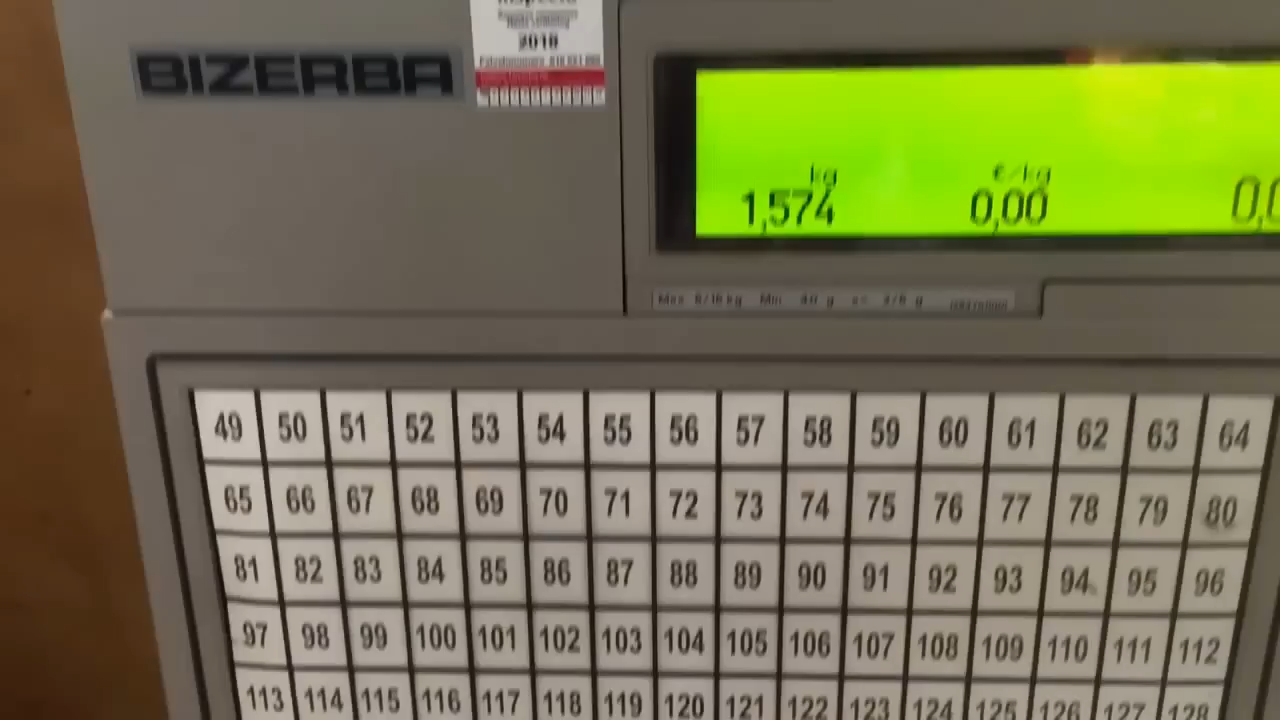 BIZERBA
2018
kg €/kg
1,574 0,00 0,0
49 50 51 52 53 54 55 56 57 58 59 60 61 62 63 64
65 66 67 68 69 70 71 72 73 74 75 76 77 78 79 80
81 82 83 84 85 86 87 88 89 90 91 92 93 94 95 96
97 98 99 100 101 102 103 104 105 106 107 108 109 110 111 112
113 114 115 116 117 118 119 120 121 122 123 124 125 126 127 128